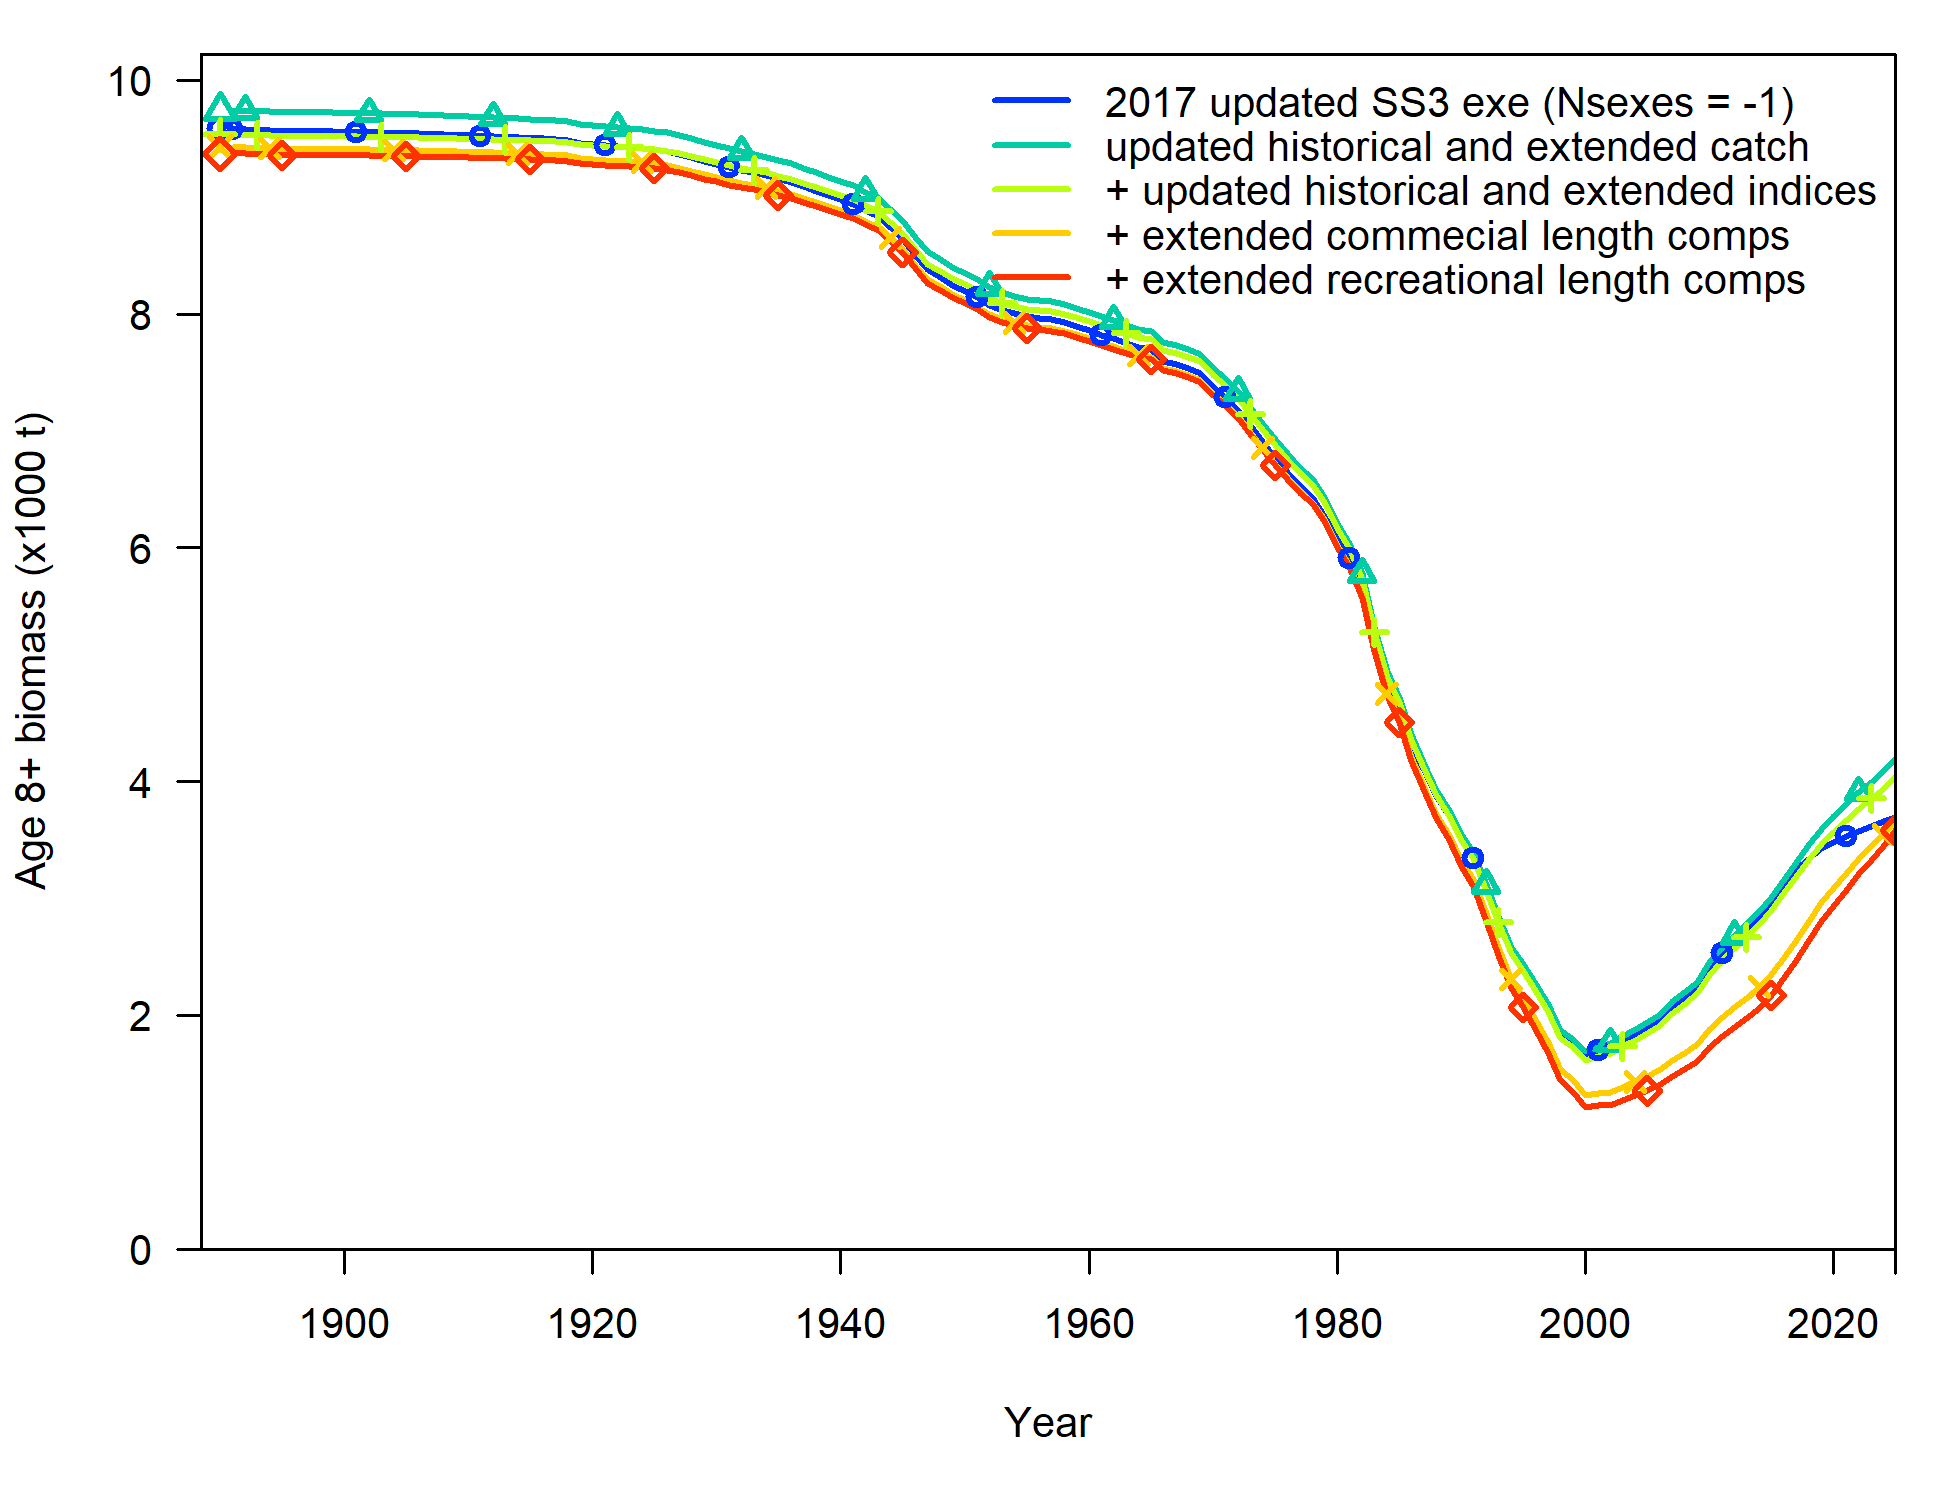 10
8
6
4
2
0
Age 8+ biomass (x1000 t)
2017 updated SS3 exe (Nsexes = -1)
updated historical and extended catch
+ updated historical and extended indices
+ extended commecial length comps
+ extended recreational length comps
1900 1920 1940 1960 1980 2000 2020
Year